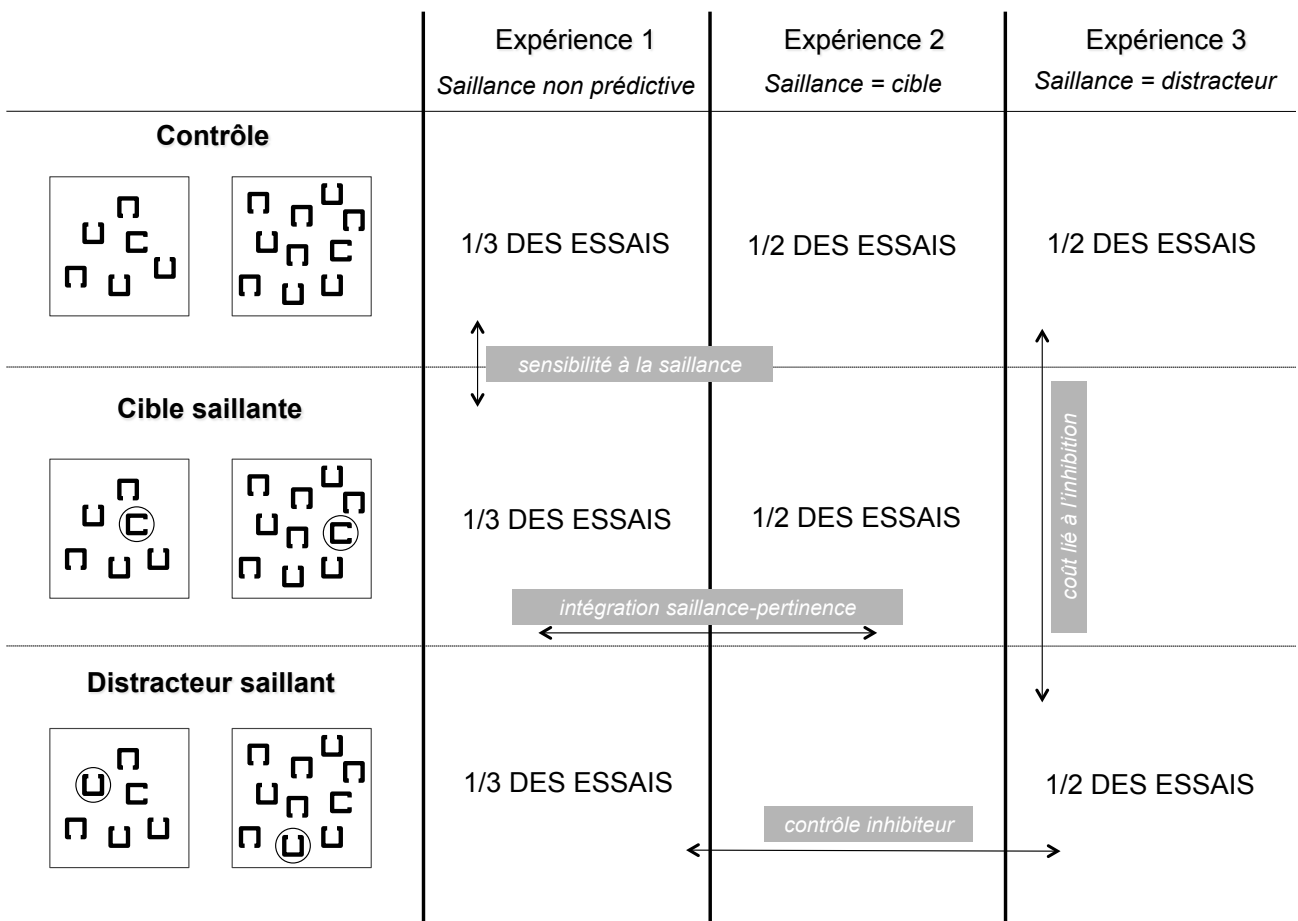 Expérience 1
Expérience 2
Expérience 3
Saillance non prédictive
Saillance = cible
Saillance = distracteur
Contrôle
1/3 DES ESSAIS
1/2 DES ESSAIS
1/2 DES ESSAIS
sensibilité à la saillance
Cible saillante
1/3 DES ESSAIS
1/2 DES ESSAIS
coût lié à l'inhibition
intégration saillance-pertinence
Distracteur saillant
1/3 DES ESSAIS
1/2 DES ESSAIS
contrôle inhibiteur